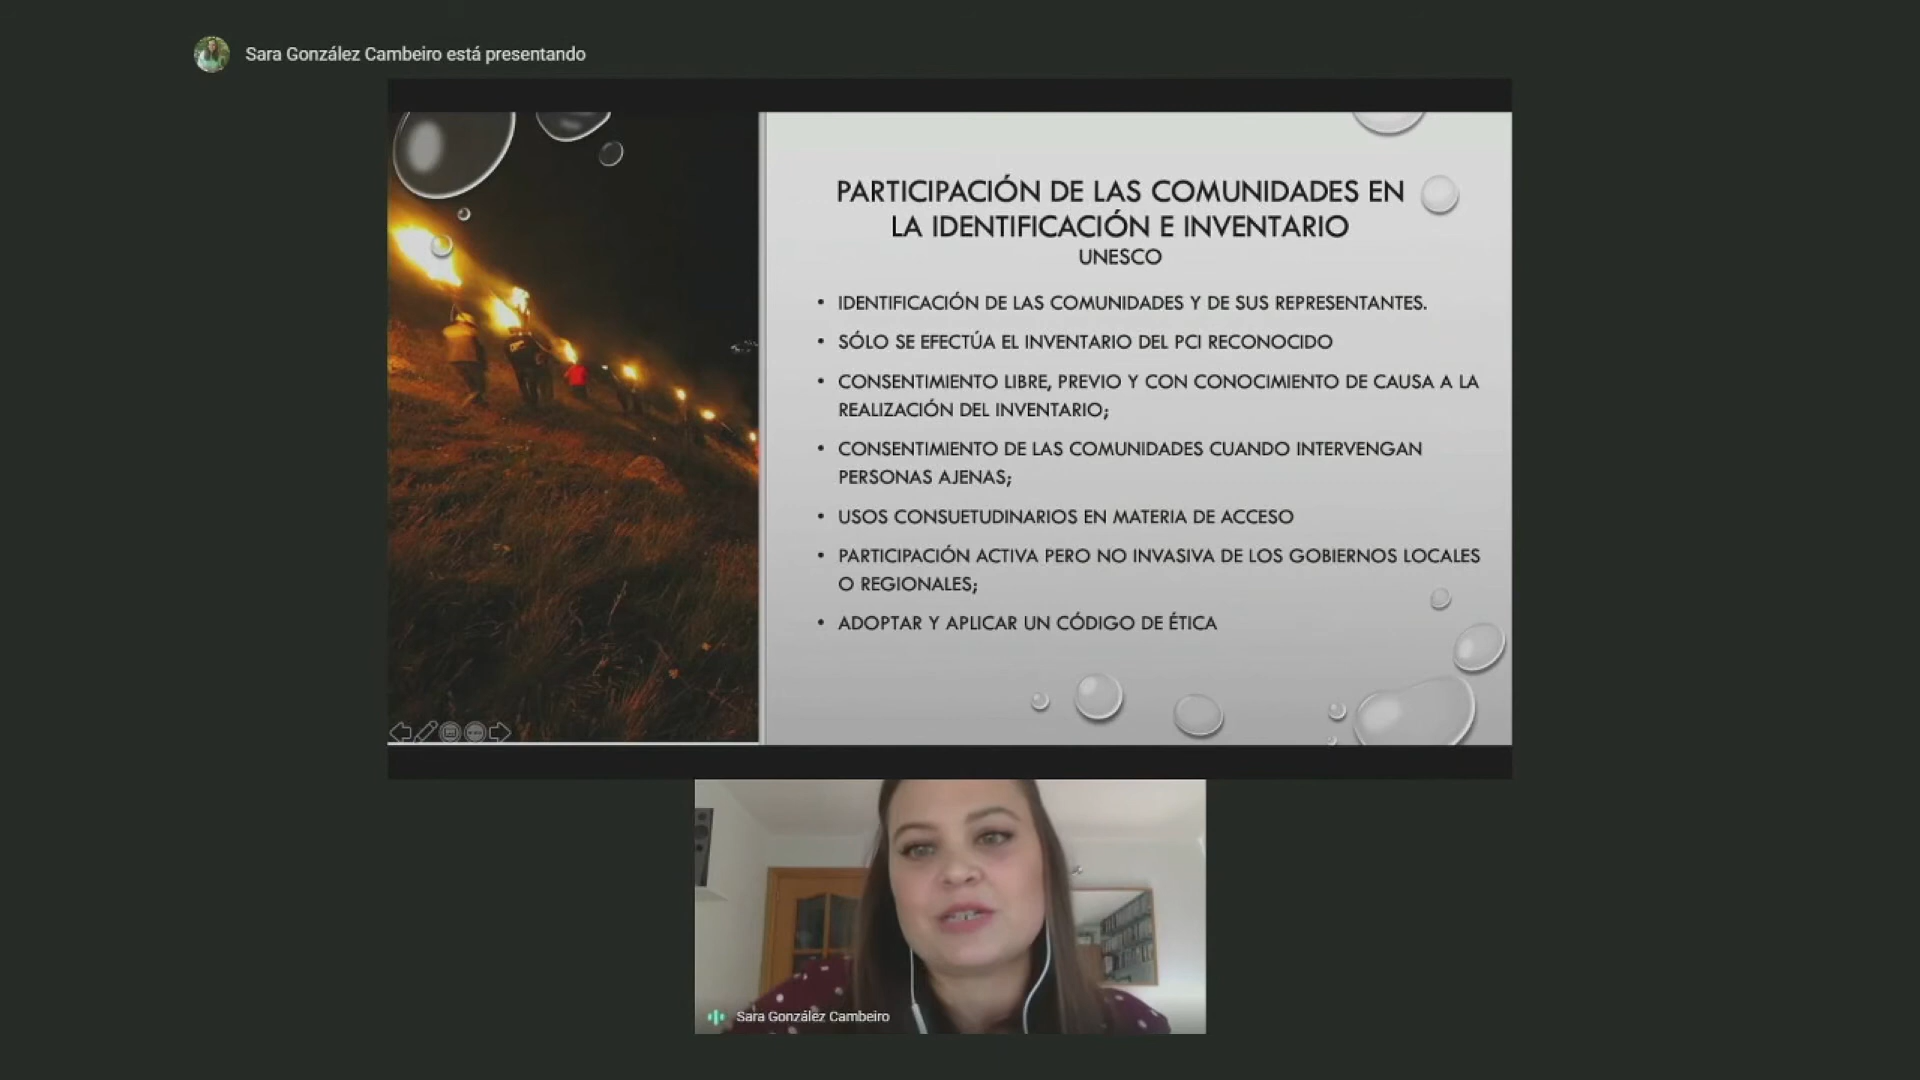 Sara González Cambeiro está presentando
PARTICIPACIÓN DE LAS COMUNIDADES EN
LA IDENTIFICACIÓN E INVENTARIO
UNESCO
• IDENTIFICACIÓN DE LAS COMUNIDADES Y DE SUS REPRESENTANTES.
• SÓLO SE EFECTÚA EL INVENTARIO DEL PCI RECONOCIDO
• CONSENTIMIENTO LIBRE, PREVIO Y CON CONOCIMIENTO DE CAUSA A LA
REALIZACIÓN DEL INVENTARIO;
• CONSENTIMIENTO DE LAS COMUNIDADES CUANDO INTERVENGAN
PERSONAS AJENAS;
• USOS CONSUETUDINARIOS EN MATERIA DE ACCESO
• PARTICIPACIÓN ACTIVA PERO NO INVASIVA DE LOS GOBIERNOS LOCALES
O REGIONALES;
• ADOPTAR Y APLICAR UN CÓDIGO DE ÉTICA
Sara González Cambeiro